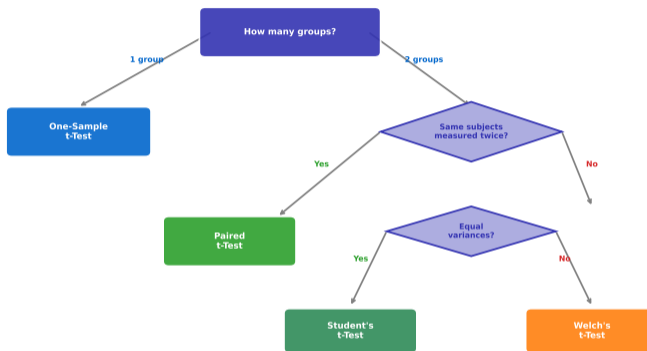 How many groups?
1 group
2 groups
One-Sample
t-Test
Same subjects
measured twice?
Yes
No
Paired
t-Test
Equal
variances?
Yes
No
Student's
t-Test
Welch's
t-Test